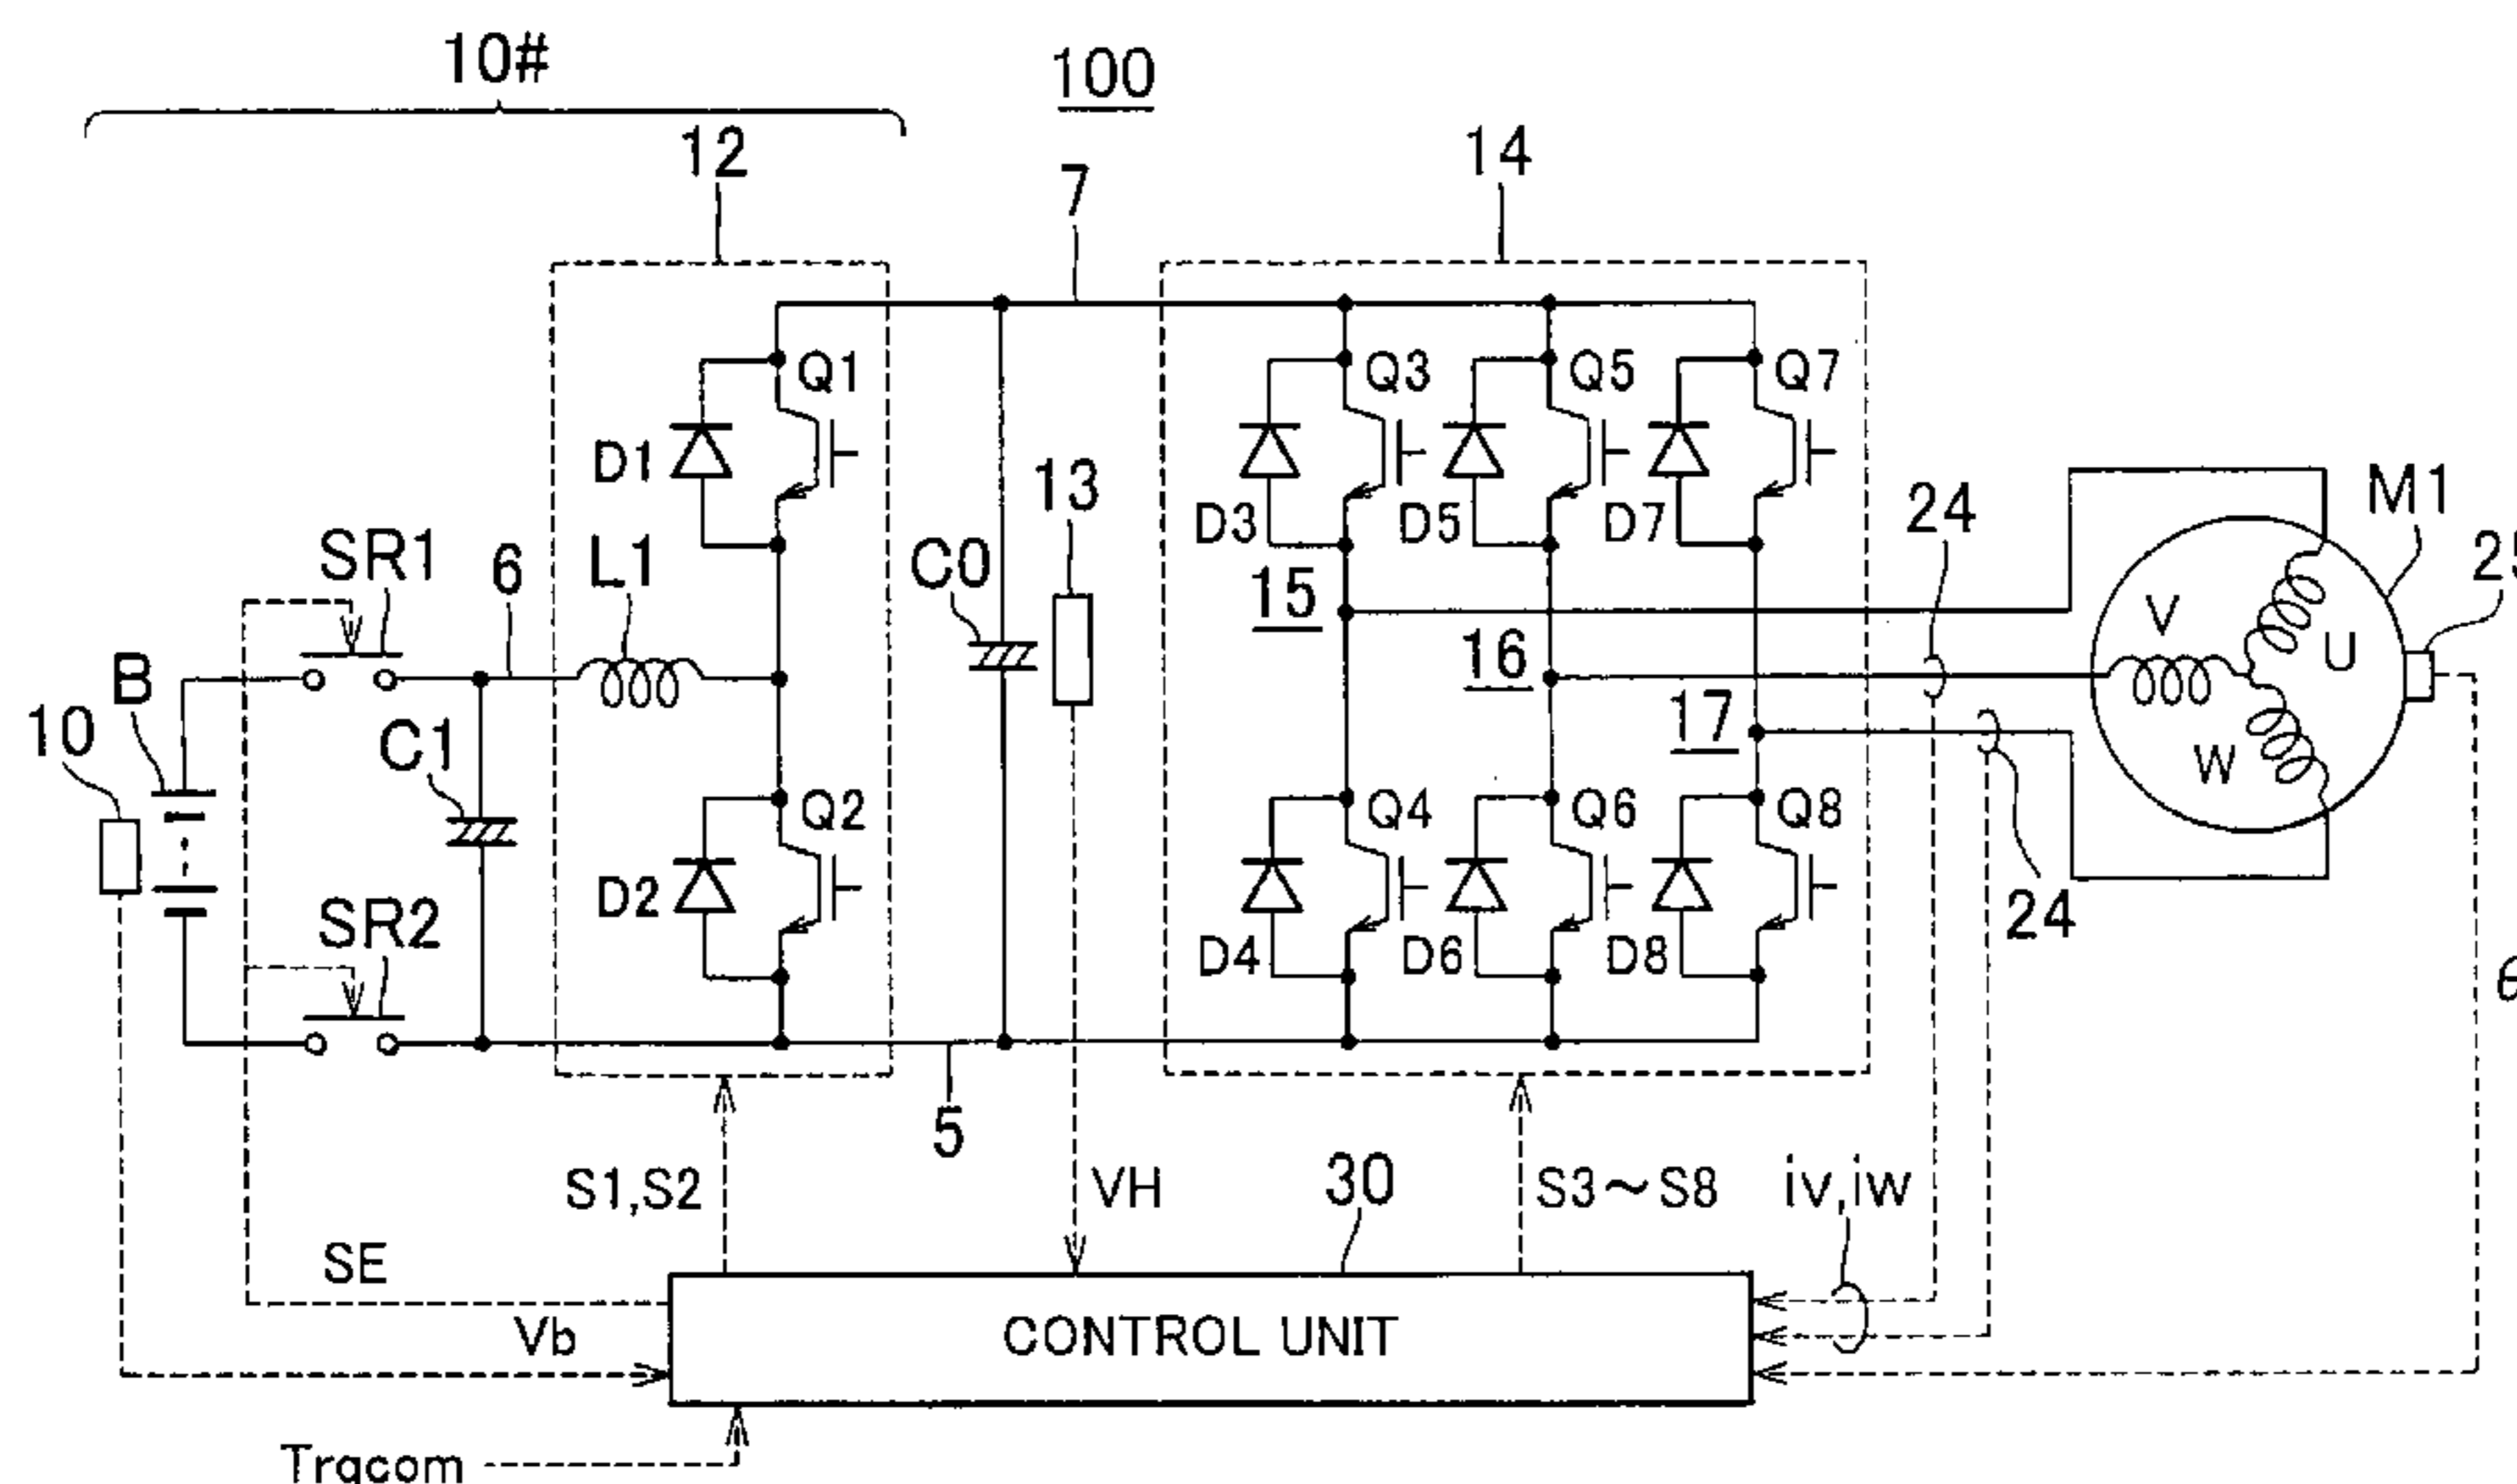 10#
100
12
14
7
Q1
Q3
Q5
Q7
D1
13
M1
24
D3
D5
D7
SR1
6
L1
C0
15
V
U
16
B
10
C1
17
W
Q2
Q4
Q6
Q8
SR2
D2
24
D4
D6
D8
5
S1,S2
VH
30
S3~S8
iv,iw
SE
Vb
CONTROL UNIT
Trqcom